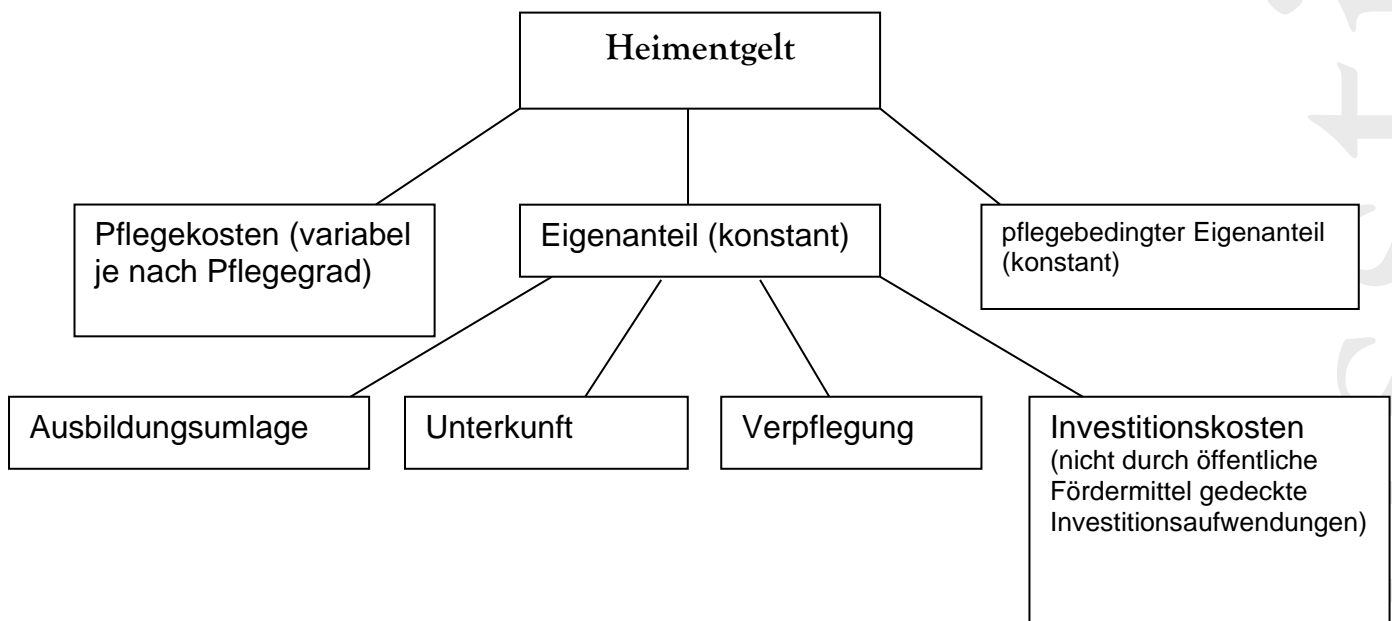 Heimentgelt
Pflegekosten (variabel
je nach Pflegegrad)
Eigenanteil (konstant)
pflegebedingter Eigenanteil
(konstant)
Ausbildungsumlage
Unterkunft
Verpflegung
Investitionskosten
(nicht durch öffentliche
Fördermittel gedeckte
Investitionsaufwendungen)